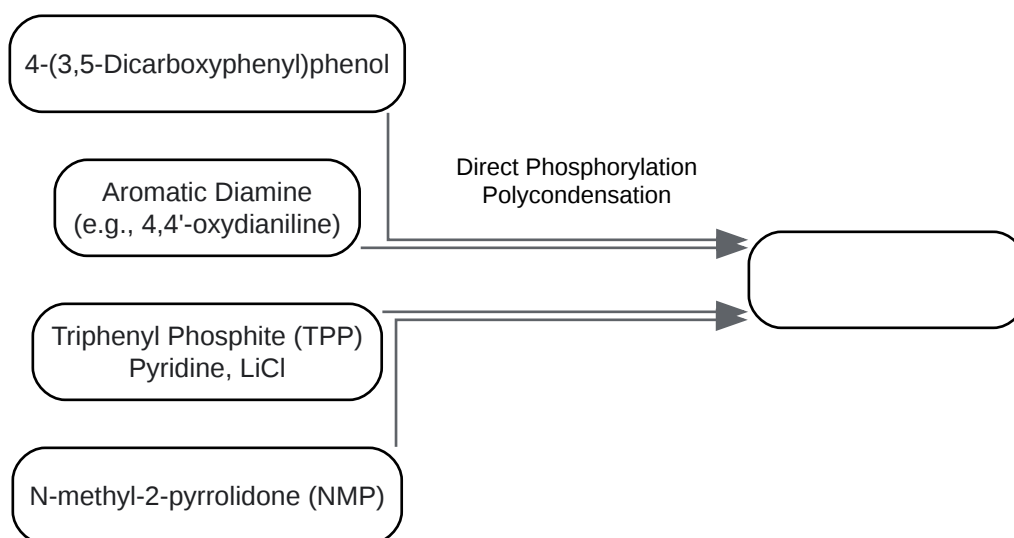 4-(3,5-Dicarboxyphenyl)phenol
Aromatic Diamine
(e.g., 4,4'-oxydianiline)
Direct Phosphorylation
Polycondensation
Triphenyl Phosphite (TPP)
Pyridine, LiCl
N-methyl-2-pyrrolidone (NMP)